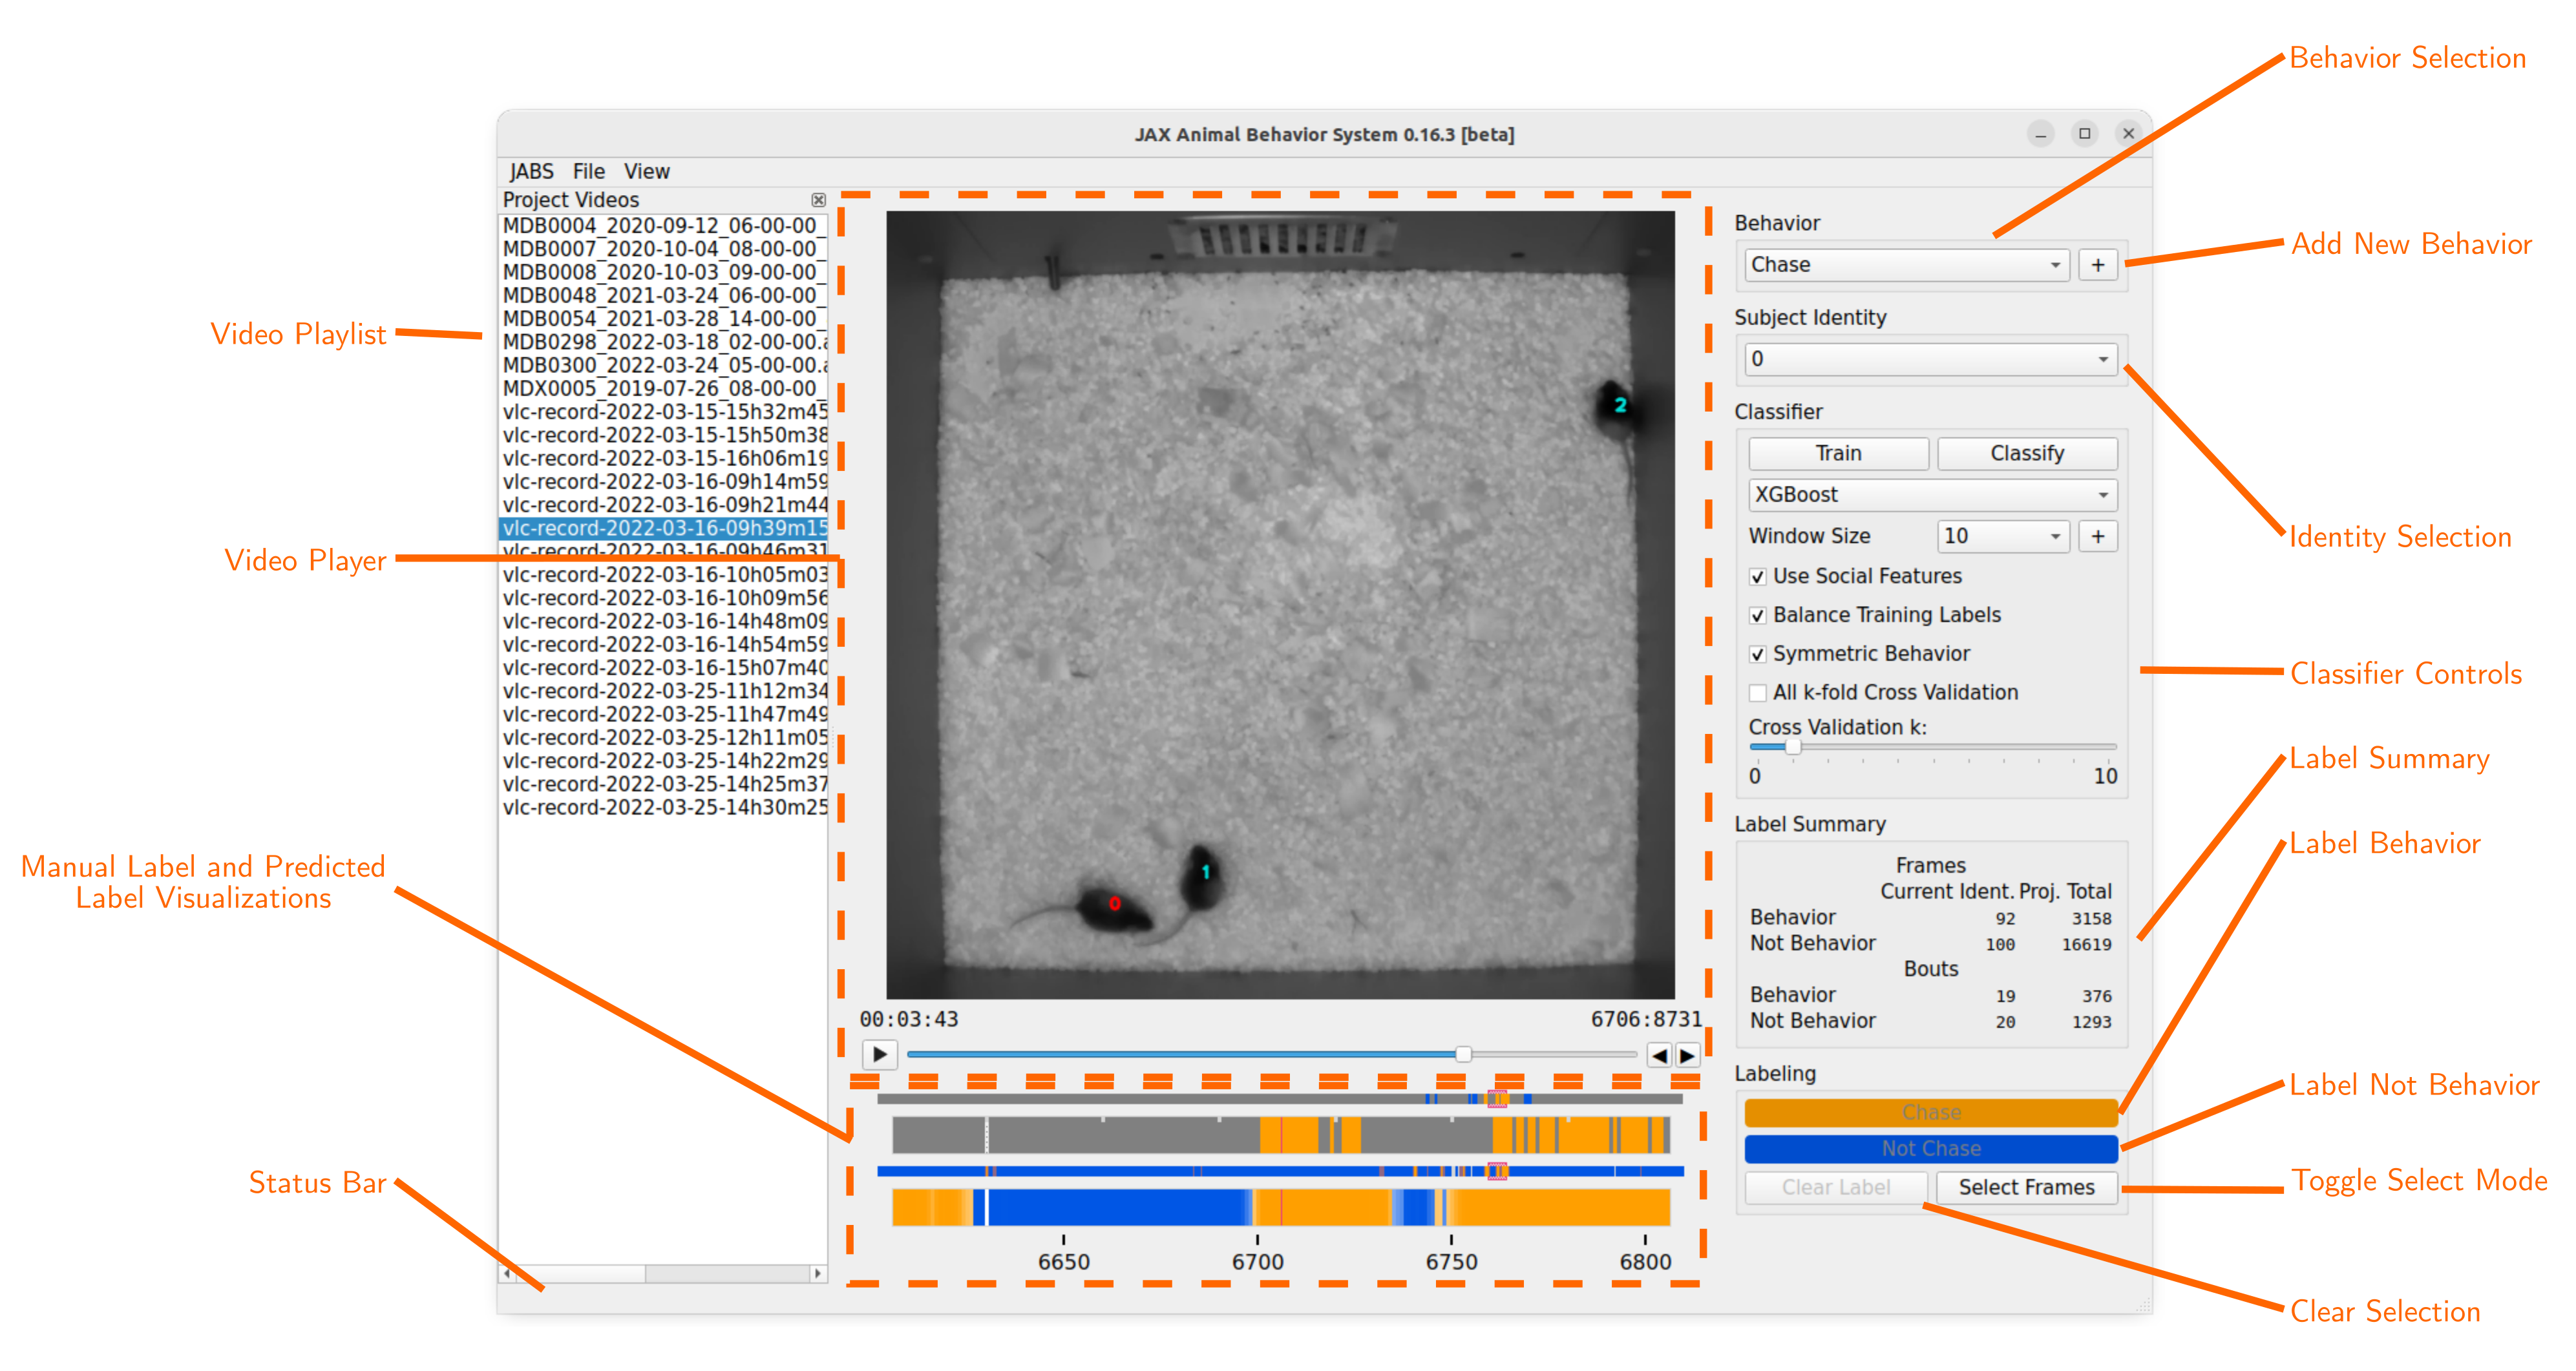 Behavior Selection
JAX Animal Behavior System 0.16.3 [beta]
JABS File View
Project Videos
MDB0004_2020-09-12_06-00-00_
MDB0007_2020-10-04_08-00-00_
MDB0008_2020-10-03_09-00-00_
MDB0048_2021-03-24_06-00-00_
MDB0054_2021-03-28_14-00-00_
MDB0298_2022-03-18_02-00-00.a
MDB0300_2022-03-24_05-00-00.a
MDX0005_2019-07-26_08-00-00_
vlc-record-2022-03-15-15h32m45
vlc-record-2022-03-15-15h50m38
vlc-record-2022-03-15-16h06m19
vlc-record-2022-03-16-09h14m59
vlc-record-2022-03-16-09h21m44
vlc-record-2022-03-16-09h39m15
vlc-record-2022-03-16-09h46m31
vlc-record-2022-03-16-10h05m03
vlc-record-2022-03-16-10h09m56
vlc-record-2022-03-16-14h48m09
vlc-record-2022-03-16-14h54m59
vlc-record-2022-03-16-15h07m40
vlc-record-2022-03-25-11h12m34
vlc-record-2022-03-25-11h47m49
vlc-record-2022-03-25-12h11m05
vlc-record-2022-03-25-14h22m29
vlc-record-2022-03-25-14h25m37
vlc-record-2022-03-25-14h30m25
Video Playlist
Video Player
Manual Label and Predicted
Label Visualizations
Status Bar
2
1
0
00:03:43 6706:8731
6650 6700 6750 6800
Behavior
Chase +
Subject Identity
0
Classifier
Train Classify
XGBoost
Window Size 10 +
Use Social Features
Balance Training Labels
Symmetric Behavior
All k-fold Cross Validation
Cross Validation k:
0 10
Label Summary
Frames
Current Ident. Proj. Total
Behavior 92 3158
Not Behavior 100 16619
Bouts
Behavior 19 376
Not Behavior 20 1293
Labeling
Chase
Not Chase
Clear Label Select Frames
Add New Behavior
Identity Selection
Classifier Controls
Label Summary
Label Behavior
Label Not Behavior
Toggle Select Mode
Clear Selection